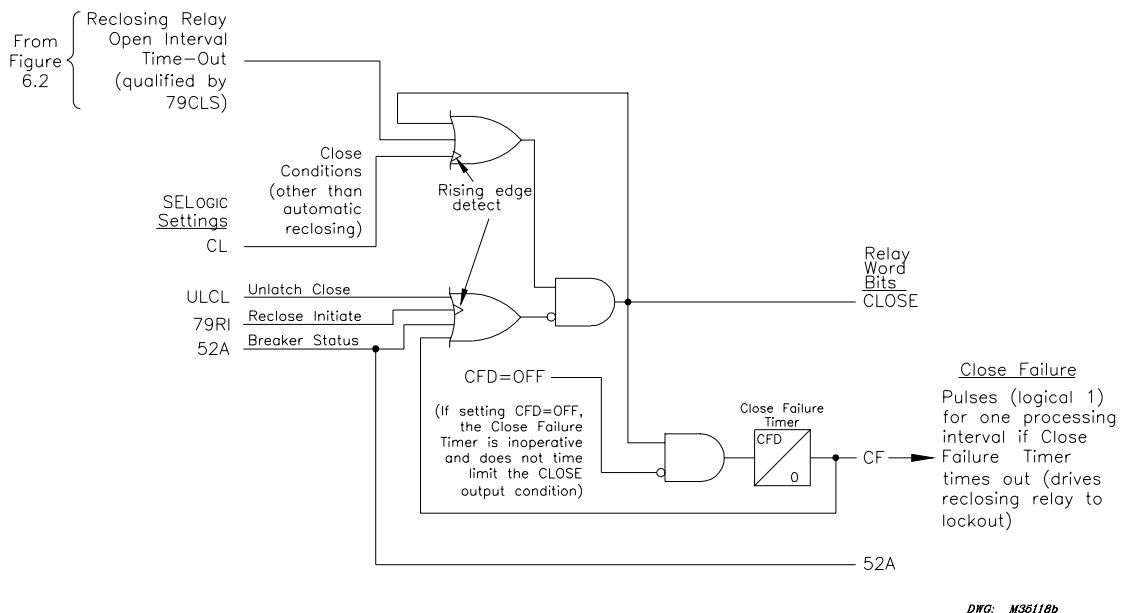 From
Figure
6.2
Reclosing Relay
Open Interval
Time-Out
(qualified by
79CLS)
Close
Conditions
(other than
automatic
reclosing)
Rising edge
detect
SELOGIC
Settings
CL
ULCL Unlatch Close
79RI Reclose Initiate
52A Breaker Status
Relay
Word
Bits
CLOSE
CFD=OFF
(If setting CFD=OFF,
the Close Failure
Timer is inoperative
and does not time
limit the CLOSE
output condition)
Close Failure
Timer
CFD
0
CF
Close Failure
Pulses (logical 1)
for one processing
interval if Close
Failure Timer
times out (drives
reclosing relay to
lockout)
52A
DWG: M35118b